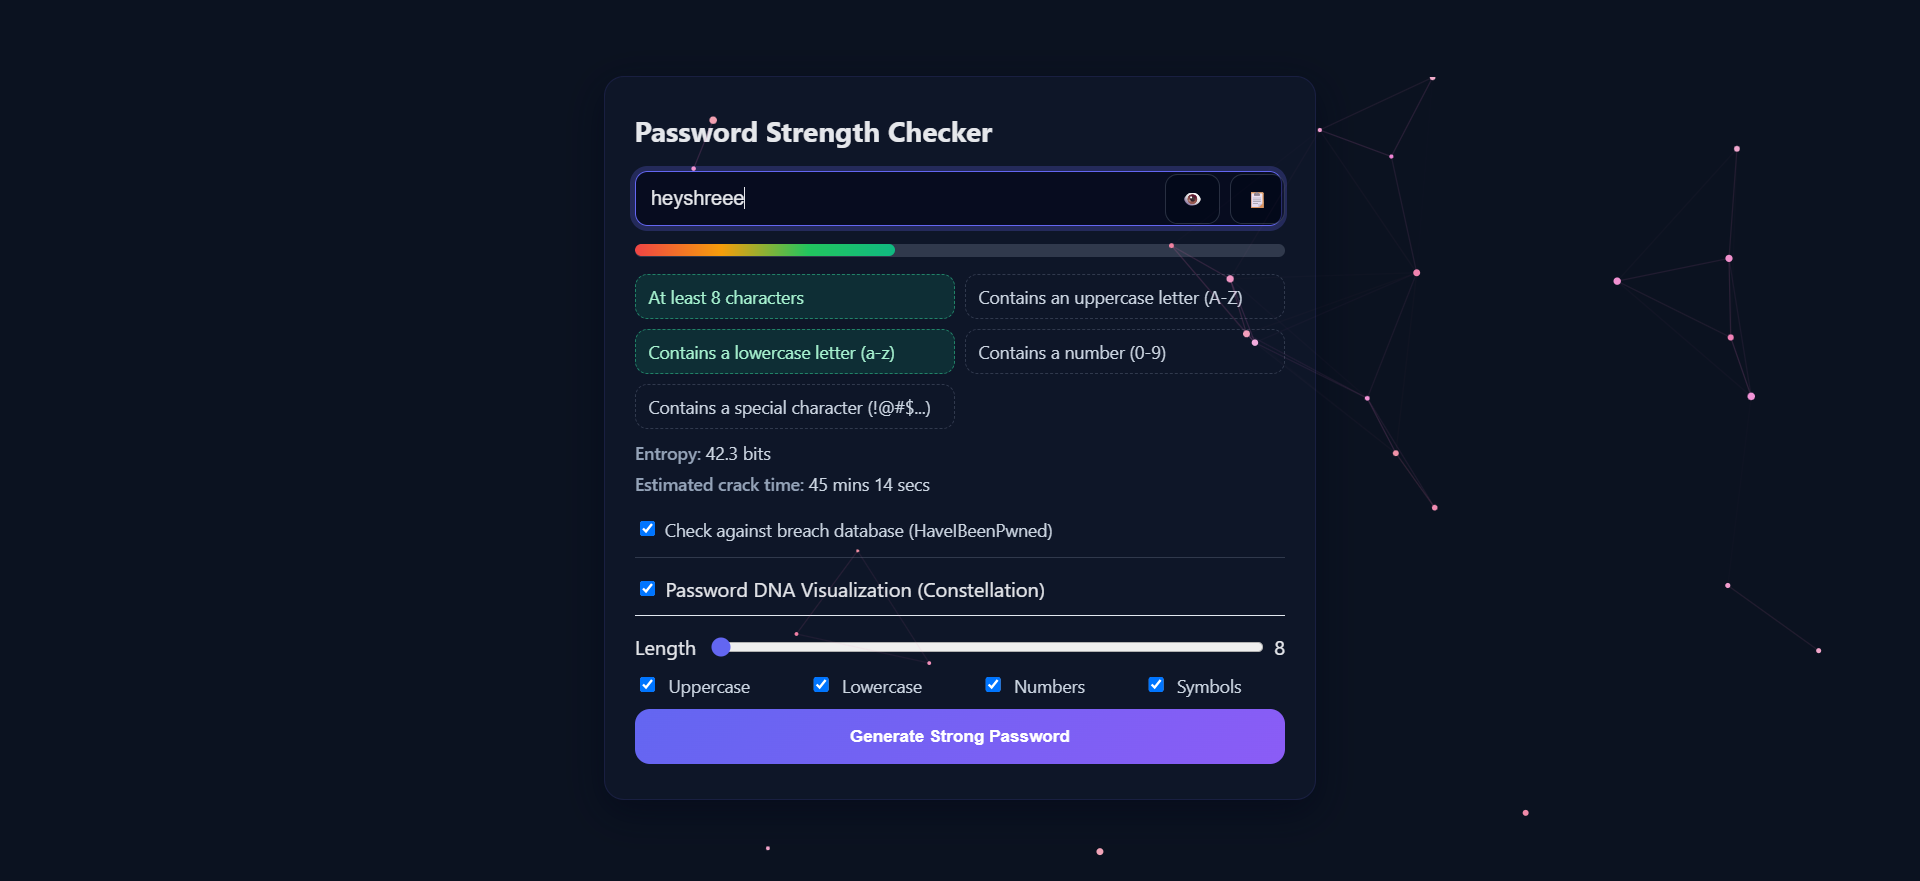 Password Strength Checker
heyshreee
At least 8 characters
Contains an uppercase letter (A-Z)
Contains a lowercase letter (a-z)
Contains a number (0-9)
Contains a special character (!@#$...)
Entropy: 42.3 bits
Estimated crack time: 45 mins 14 secs
Check against breach database (HaveIBeenPwned)
Password DNA Visualization (Constellation)
Length 8
Uppercase Lowercase Numbers Symbols
Generate Strong Password